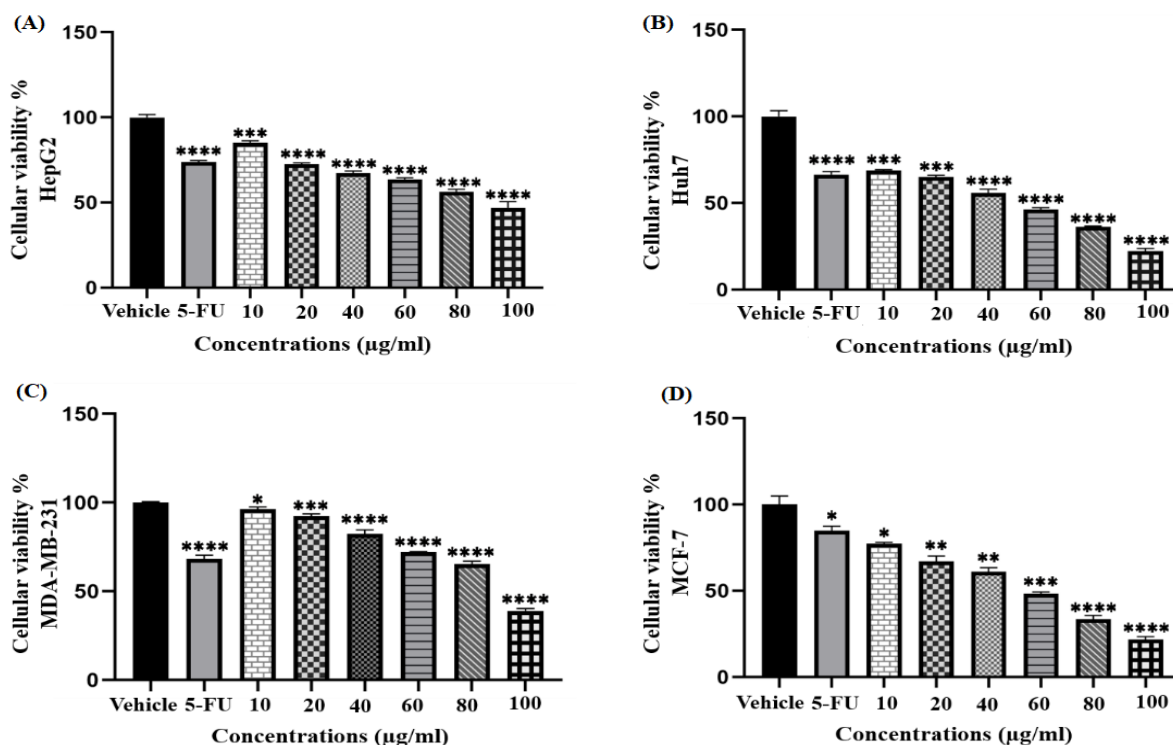 (A)
Cellular viability %
HepG2
150
100
50
0
****
***
****
****
****
****
****
Vehicle 5-FU 10 20 40 60 80 100
Concentrations (µg/ml)
(B)
Cellular viability %
Huh7
150
100
50
0
****
***
***
****
****
****
****
Vehicle 5-FU 10 20 40 60 80 100
Concentrations (µg/ml)
(C)
Cellular viability %
MDA-MB-231
150
100
50
0
****
*
***
****
****
****
****
Vehicle 5-FU 10 20 40 60 80 100
Concentrations (µg/ml)
(D)
Cellular viability %
MCF-7
150
100
50
0
*
*
**
**
***
****
****
Vehicle 5-FU 10 20 40 60 80 100
Concentrations (µg/ml)